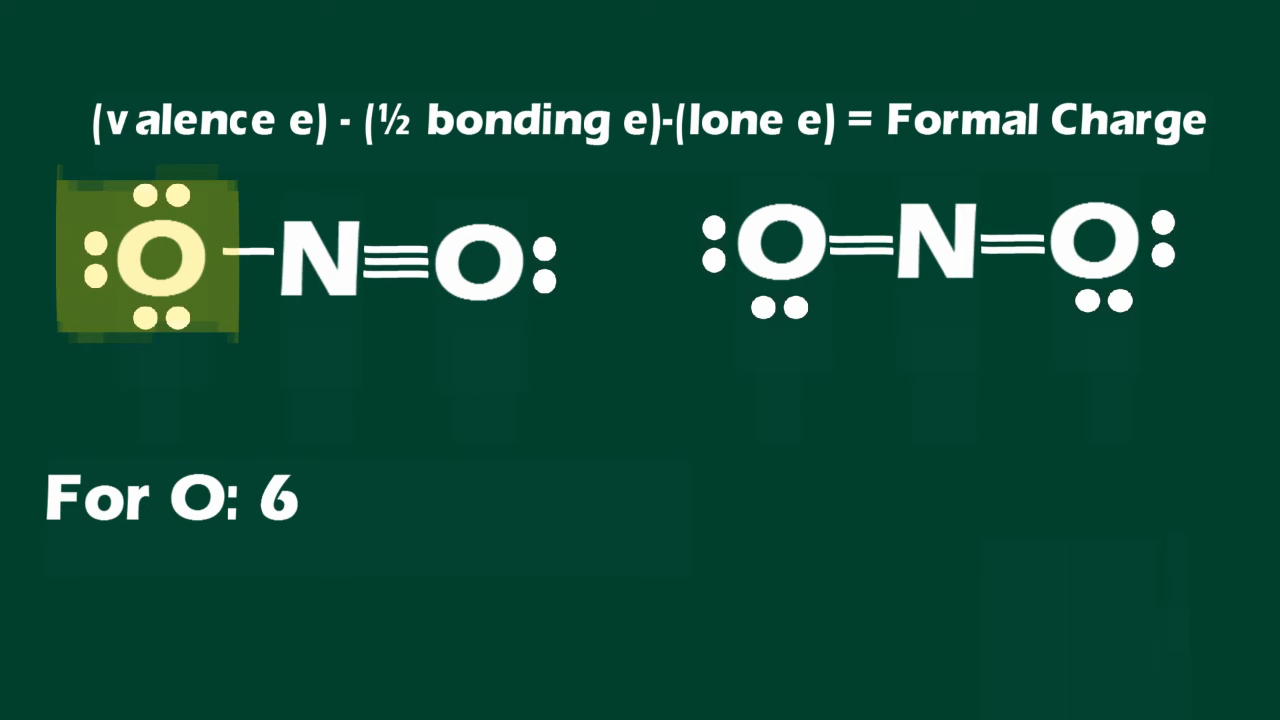 (valence e) - (½ bonding e)-(lone e) = Formal Charge
O—N≡O O=N=O
For O: 6